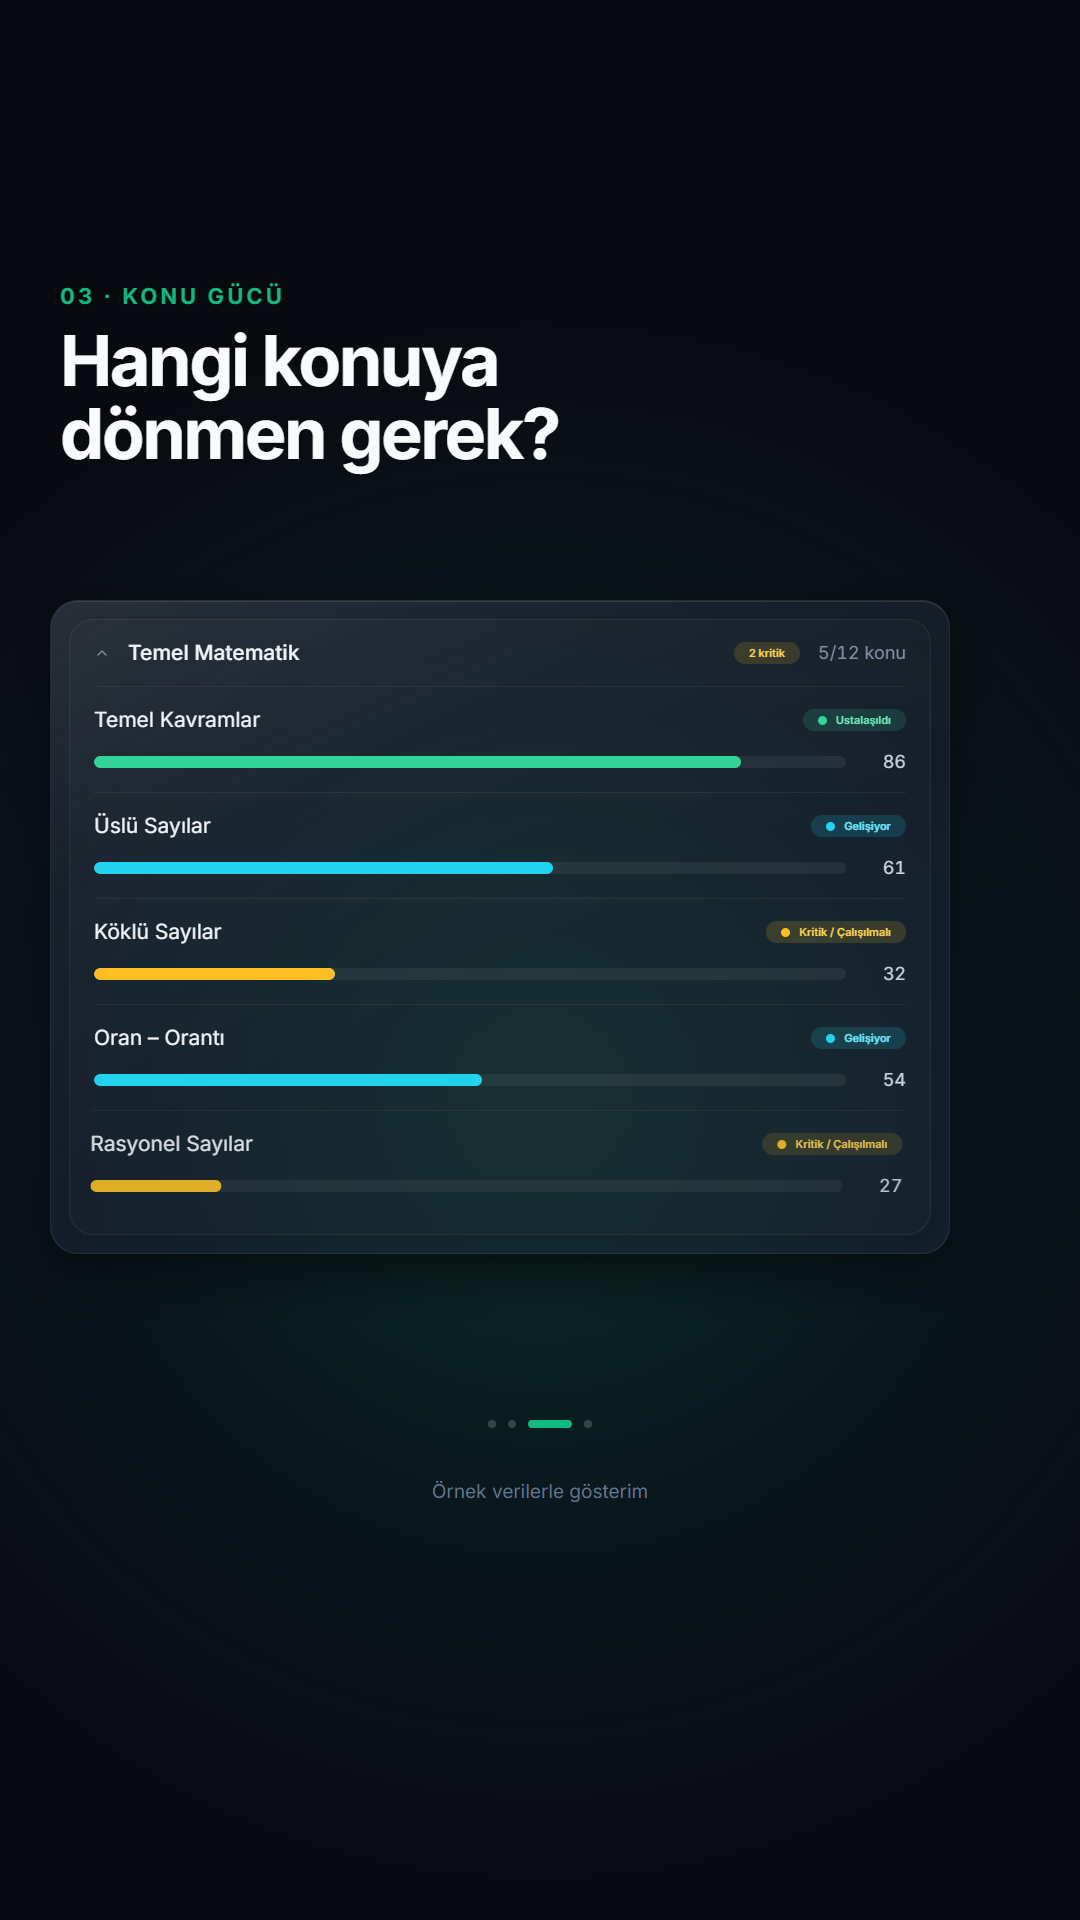 03 · KONU GÜCÜ
Hangi konuya
dönmen gerek?
Temel Matematik 2 kritik 5/12 konu
Temel Kavramlar Ustalaşıldı
86
Üslü Sayılar Gelişiyor
61
Köklü Sayılar Kritik / Çalışılmalı
32
Oran – Orantı Gelişiyor
54
Rasyonel Sayılar Kritik / Çalışılmalı
27
Örnek verilerle gösterim